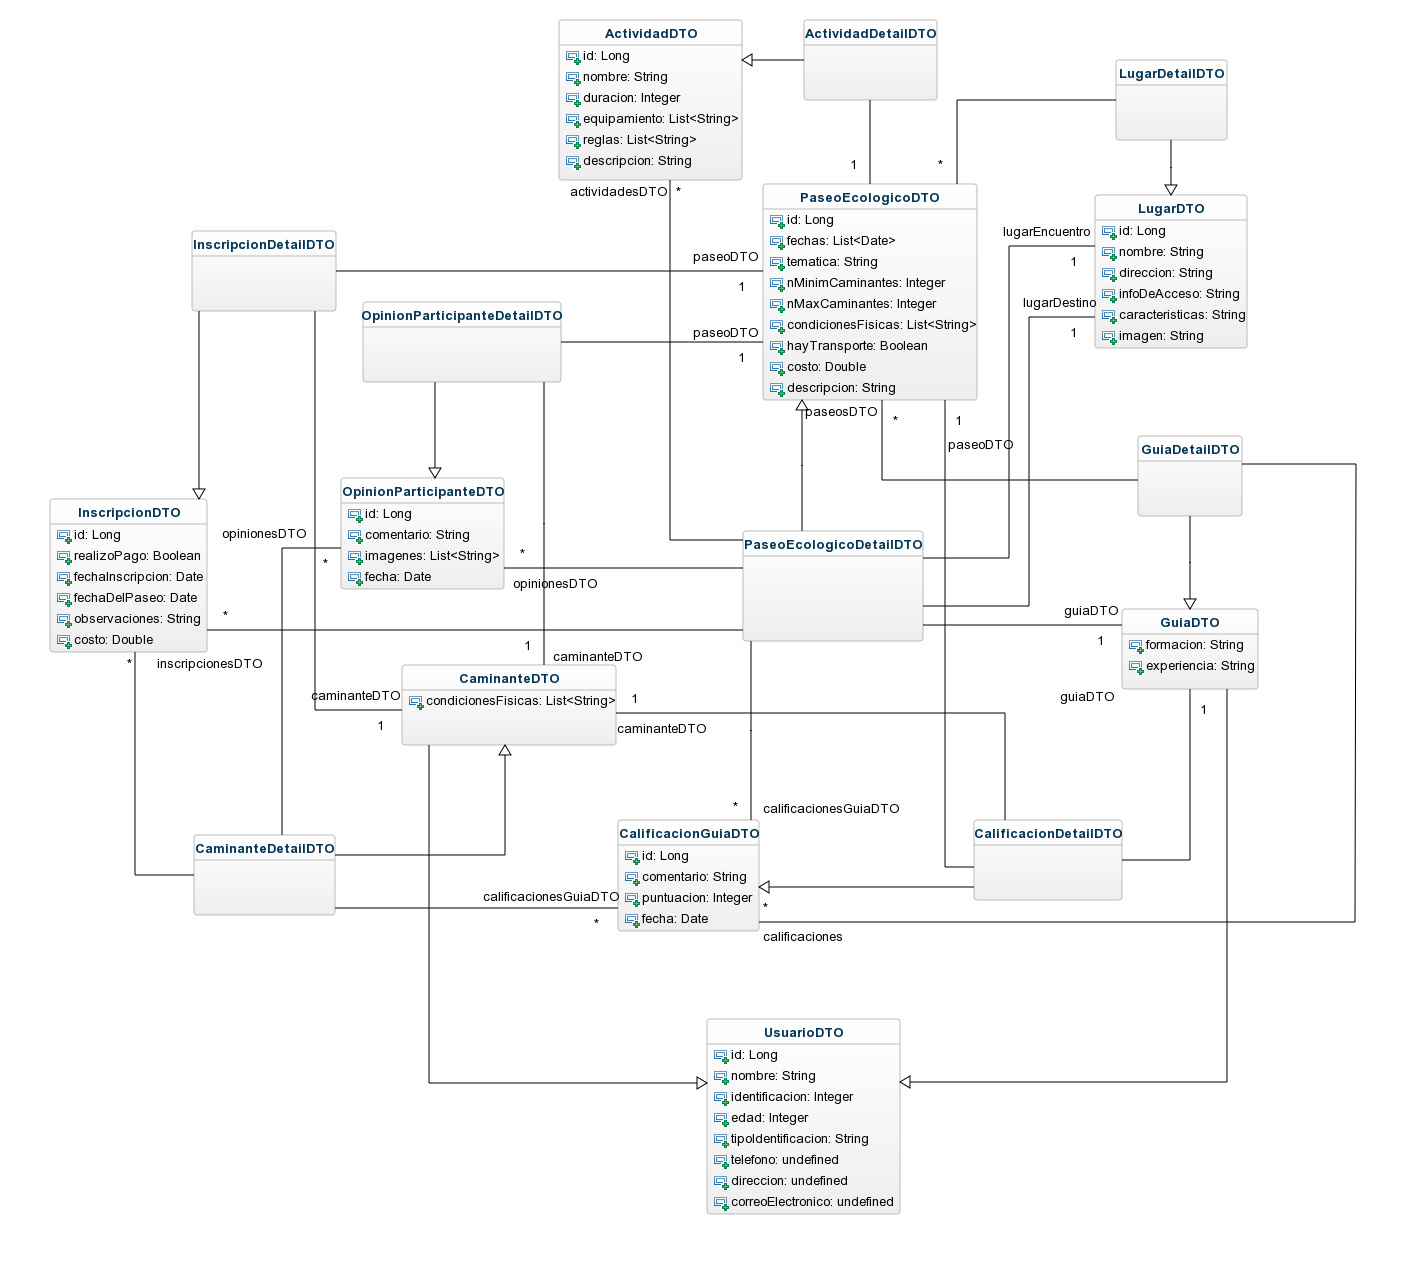 ActividadDTO
id: Long
nombre: String
duracion: Integer
equipamiento: List<String>
reglas: List<String>
descripcion: String
ActividadDetailDTO
LugarDetailDTO
1
*
actividadesDTO
*
PaseoEcologicoDTO
id: Long
fechas: List<Date>
tematica: String
nMinimCaminantes: Integer
nMaxCaminantes: Integer
condicionesFisicas: List<String>
hayTransporte: Boolean
costo: Double
descripcion: String
LugarDTO
id: Long
nombre: String
direccion: String
infoDeAcceso: String
caracteristicas: String
imagen: String
lugarEncuentro
1
lugarDestino
1
InscripcionDetailDTO
paseoDTO
1
OpinionParticipanteDetailDTO
paseoDTO
1
paseosDTO
*
1
paseoDTO
GuiaDetailDTO
OpinionParticipanteDTO
id: Long
comentario: String
imagenes: List<String>
fecha: Date
InscripcionDTO
id: Long
realizoPago: Boolean
fechaInscripcion: Date
fechaDelPaseo: Date
observaciones: String
costo: Double
opinionesDTO
*
*
opinionesDTO
PaseoEcologicoDetailDTO
*
guiaDTO
1
GuiaDTO
formacion: String
experiencia: String
*
inscripcionesDTO
1
caminanteDTO
CaminanteDTO
condicionesFisicas: List<String>
caminanteDTO
1
1
caminanteDTO
guiaDTO
1
*
calificacionesGuiaDTO
CalificacionGuiaDTO
id: Long
comentario: String
puntuacion: Integer
fecha: Date
CalificacionDetailDTO
CaminanteDetailDTO
calificacionesGuiaDTO
*
*
calificaciones
UsuarioDTO
id: Long
nombre: String
identificacion: Integer
edad: Integer
tipoIdentificacion: String
telefono: undefined
direccion: undefined
correoElectronico: undefined